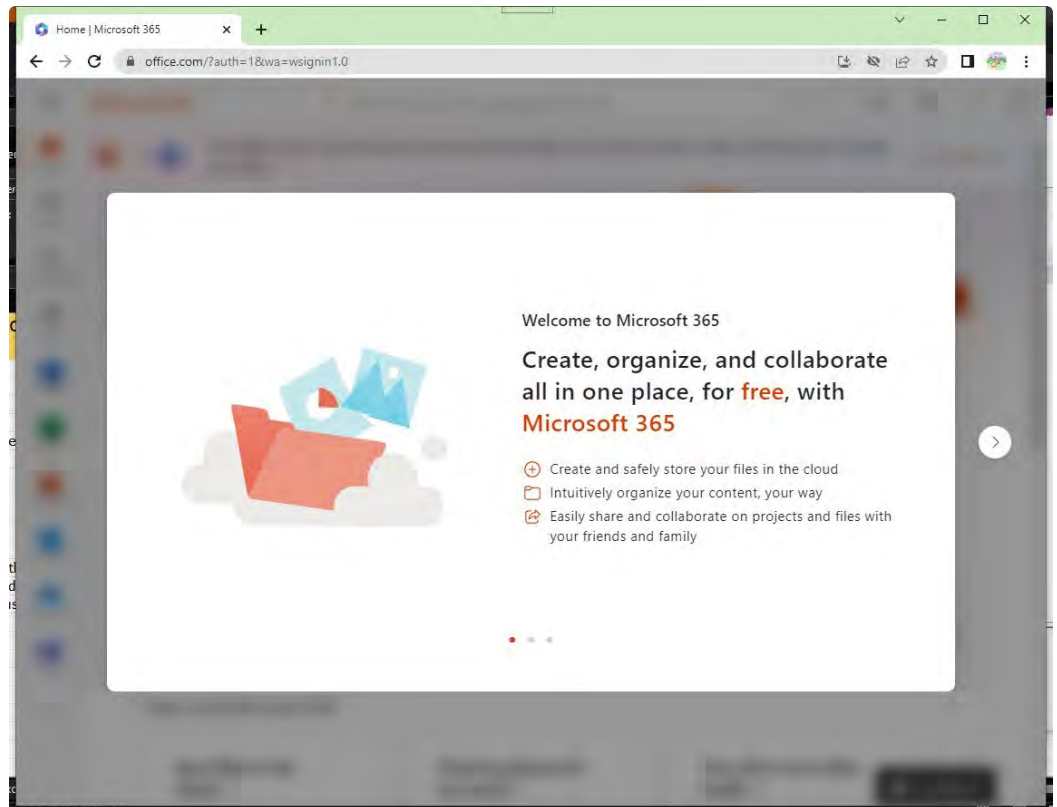 Home | Microsoft 365
office.com/?auth=1&wa=wsignin1.0
Welcome to Microsoft 365
Create, organize, and collaborate
all in one place, for free, with
Microsoft 365
Create and safely store your files in the cloud
Intuitively organize your content, your way
Easily share and collaborate on projects and files with
your friends and family